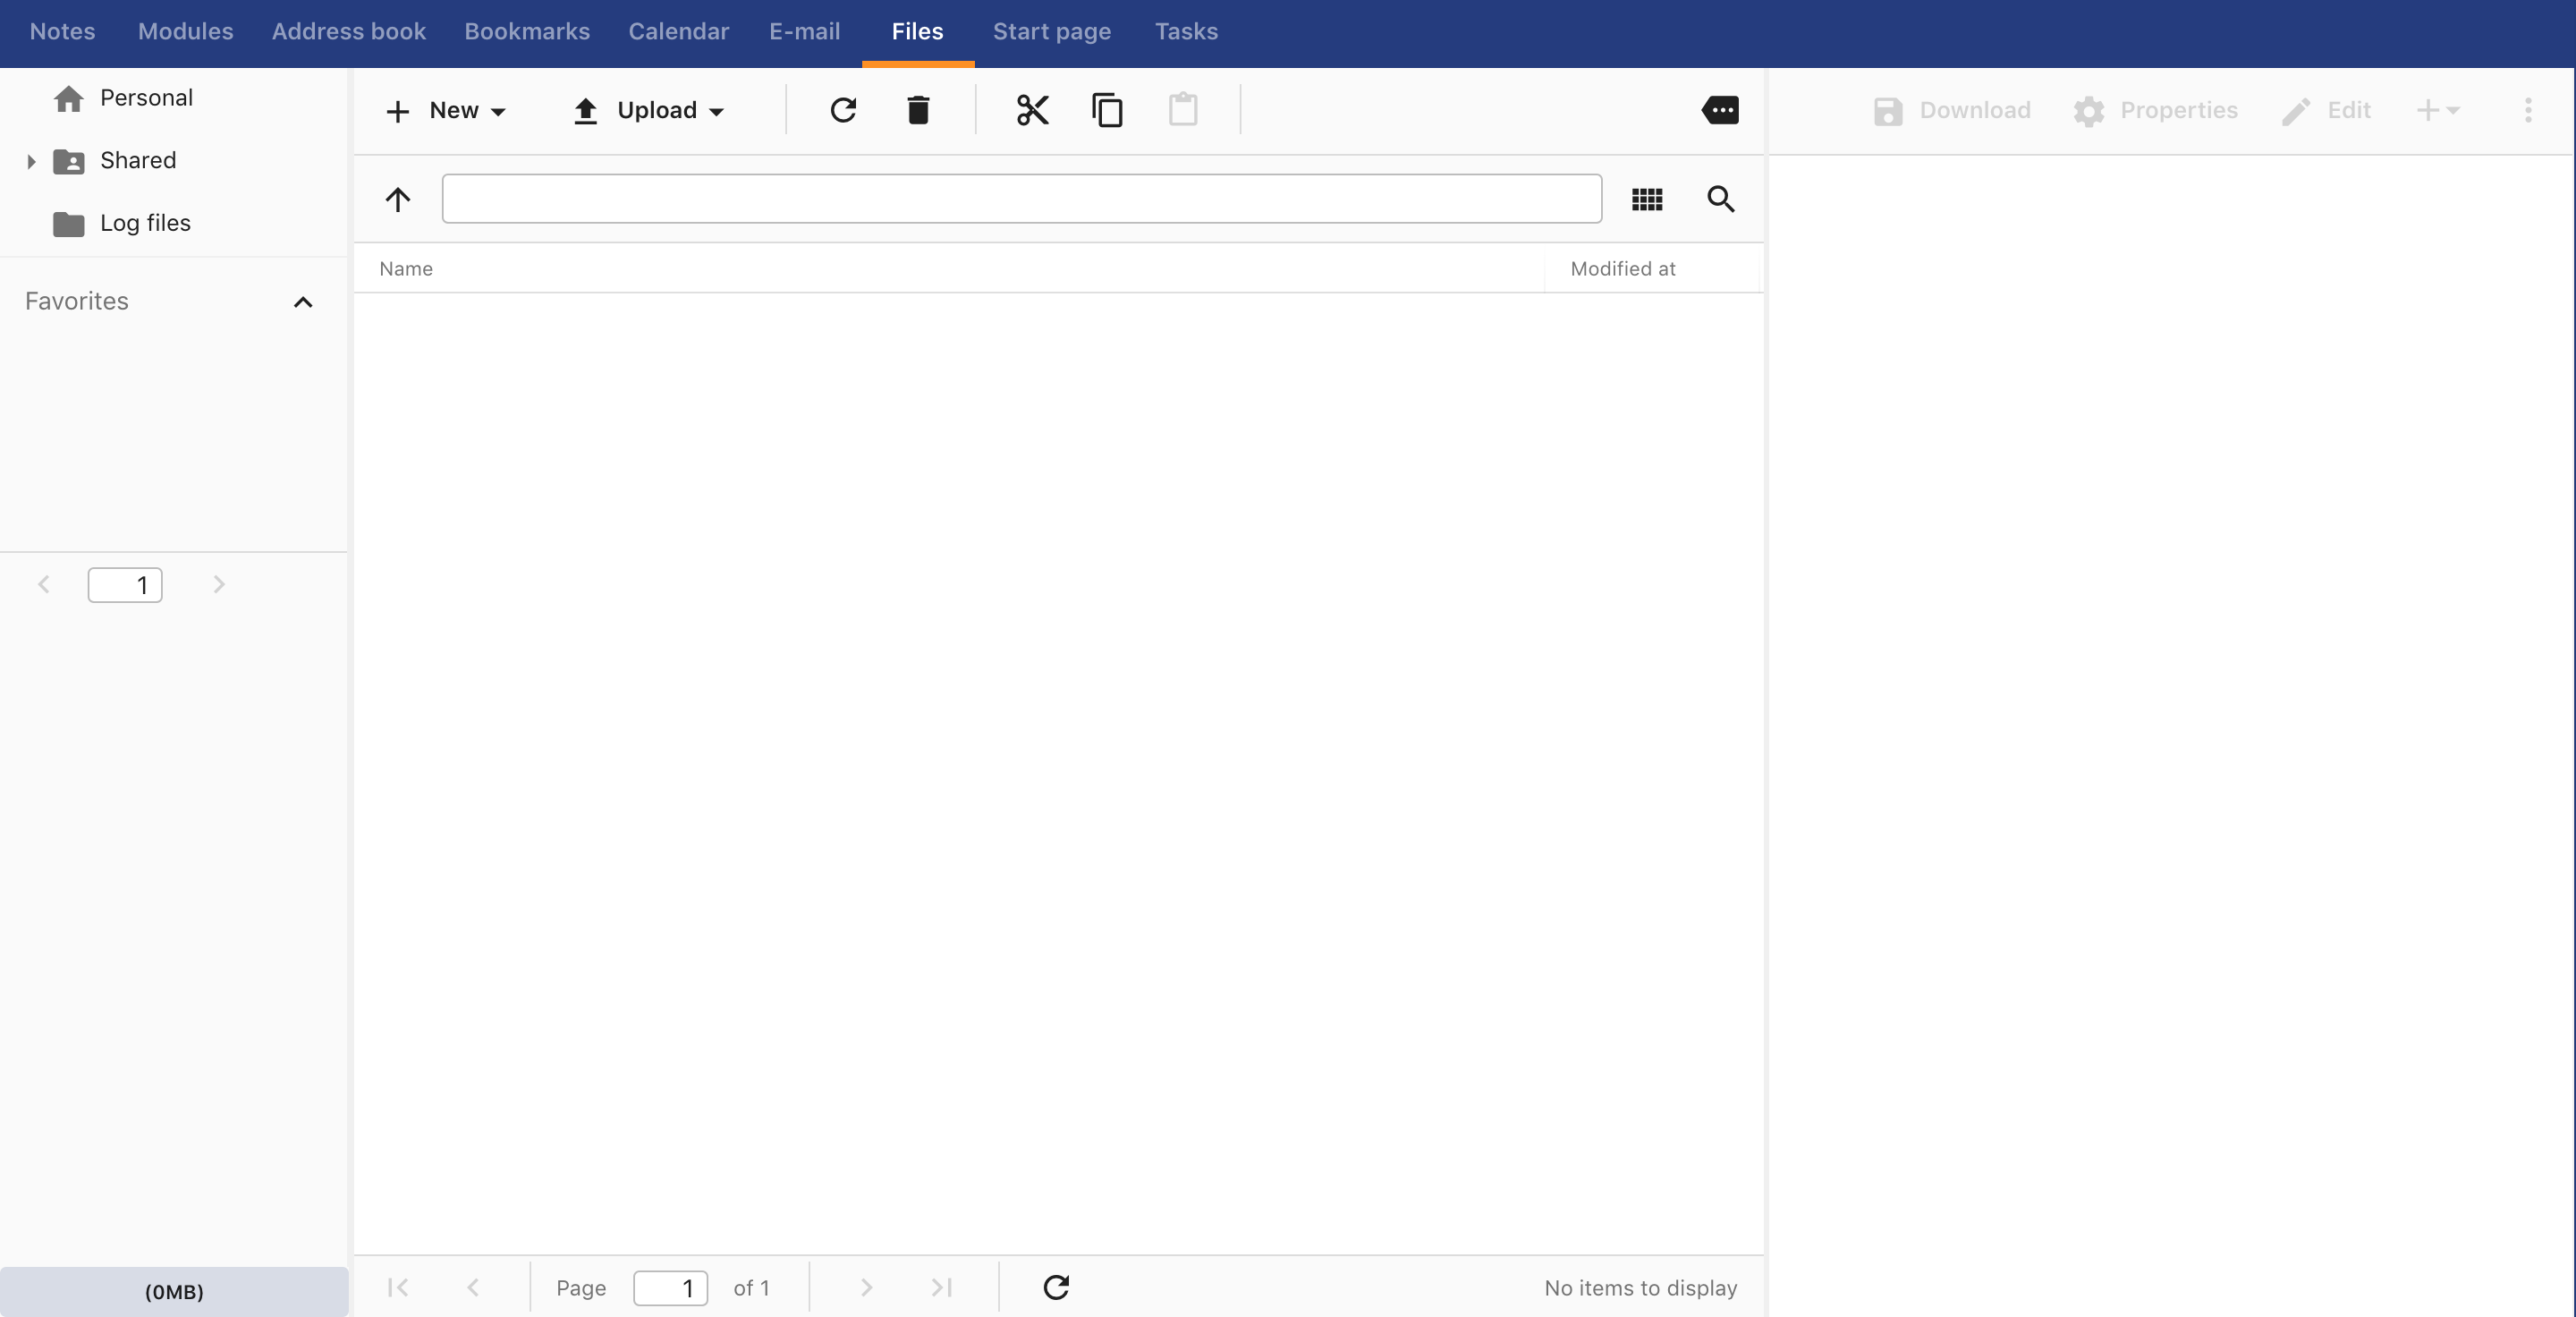 Notes Modules Address book Bookmarks Calendar E-mail Files Start page Tasks
Personal
Shared
Log files
Favorites
1
(0MB)
New Upload
Name Modified at
Page 1 of 1 No items to display
Download Properties Edit